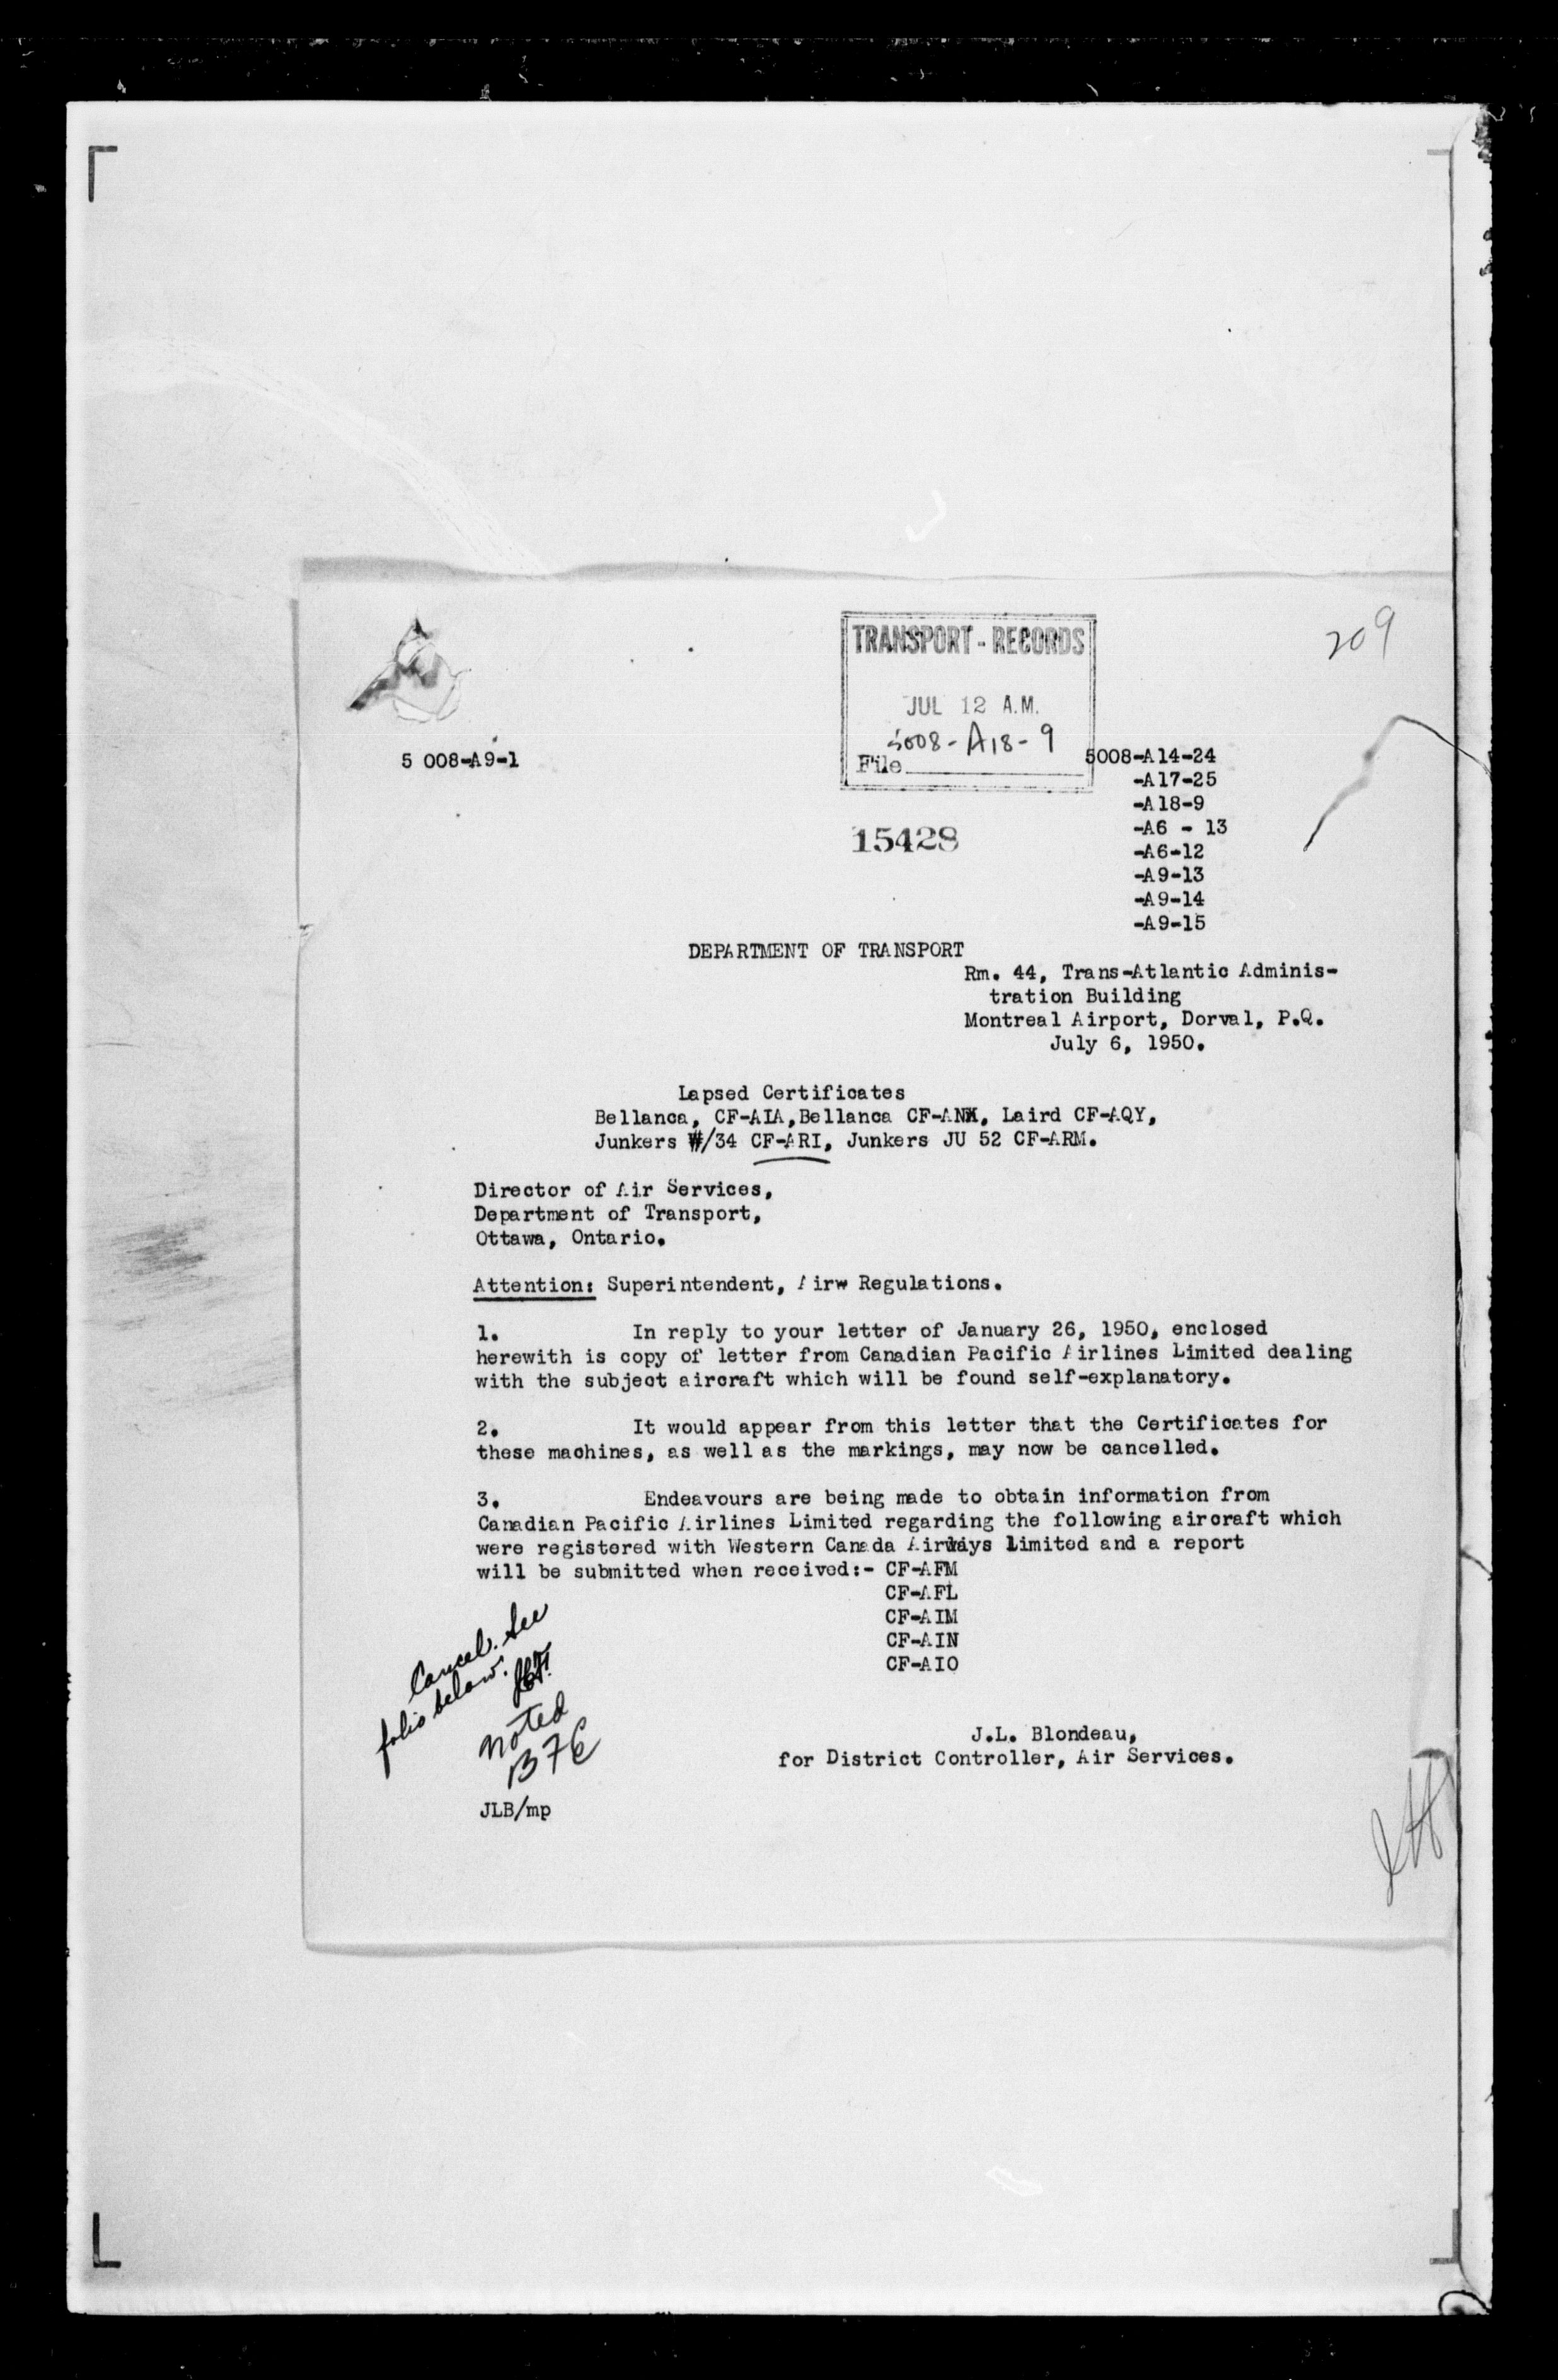 209
TRANSPORT - RECORDS
JUL 12 A.M.
5008-A18-9
File
5 008-A9-1
5008-A14-24
-A17-25
-A18-9
-A6 - 13
-A6-12
-A9-13
-A9-14
-A9-15
15428
DEPARTMENT OF TRANSPORT
Rm. 44, Trans-Atlantic Adminis-
tration Building
Montreal Airport, Dorval, P.Q.
July 6, 1950.
Lapsed Certificates
Bellanca, CF-AIA, Bellanca CF-ANX, Laird CF-AQY,
Junkers W/34 CF-ARI, Junkers JU 52 CF-ARM.
Director of Air Services,
Department of Transport,
Ottawa, Ontario.
Attention: Superintendent, Airw Regulations.
1. In reply to your letter of January 26, 1950, enclosed
herewith is copy of letter from Canadian Pacific Airlines Limited dealing
with the subject aircraft which will be found self-explanatory.
2. It would appear from this letter that the Certificates for
these machines, as well as the markings, may now be cancelled.
3. Endeavours are being made to obtain information from
Canadian Pacific Airlines Limited regarding the following aircraft which
were registered with Western Canada Airways Limited and a report
will be submitted when received:- CF-AFM
CF-AFL
CF-AIM
CF-AIN
CF-AIO
Cancel. See
folio below.
noted
J.L. Blondeau,
for District Controller, Air Services.
JLB/mp